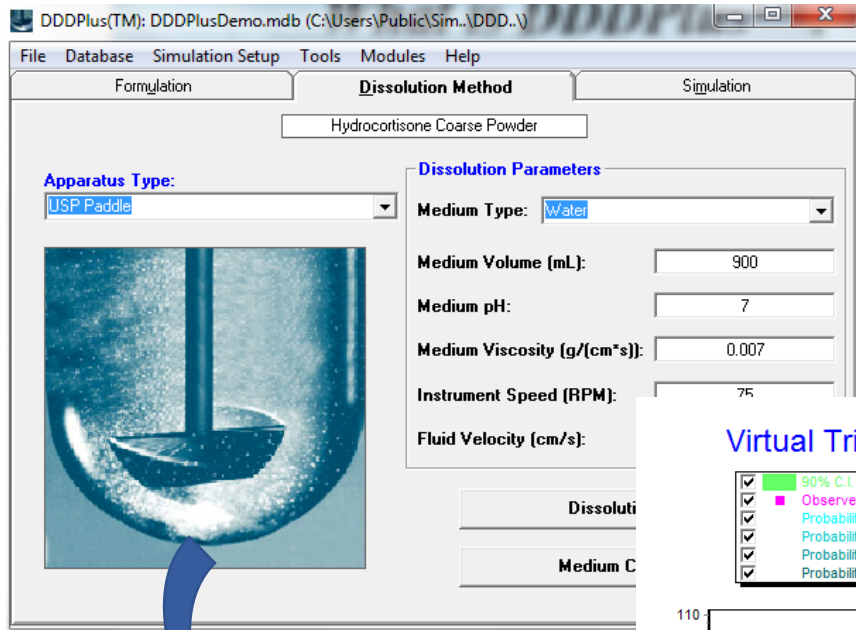 DDDPlus(TM): DDDPlusDemo.mdb (C:\Users\Public\Sim..\DDD..\)
File Database Simulation Setup Tools Modules Help
Formulation Dissolution Method Simulation
Hydrocortisone Coarse Powder
Apparatus Type:
USP Paddle
Dissolution Parameters
Medium Type: Water
Medium Volume (mL): 900
Medium pH: 7
Medium Viscosity (g/(cm*s)): 0.007
Instrument Speed (RPM): 75
Fluid Velocity (cm/s):
Dissoluti
Medium C
Virtual Tri
90% C.I.
Observe
Probabili
Probabili
Probabili
Probabili
110